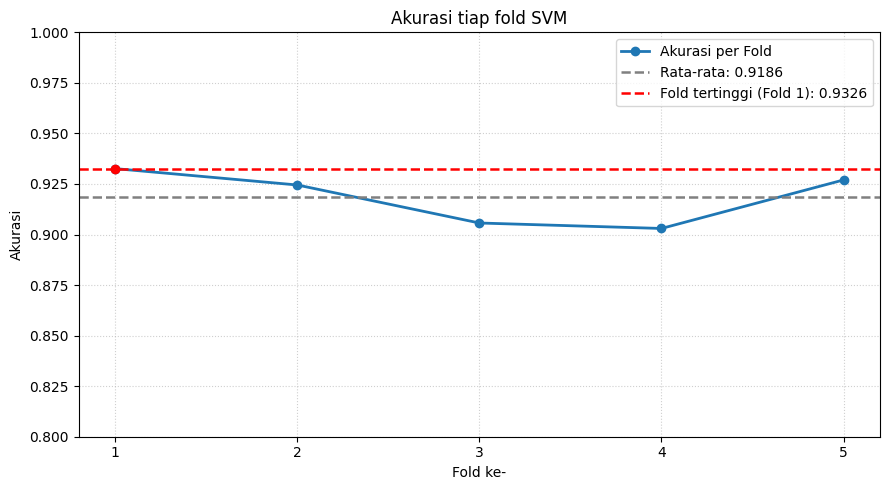 Akurasi tiap fold SVM
Akurasi per Fold
Rata-rata: 0.9186
Fold tertinggi (Fold 1): 0.9326
Akurasi
1.000
0.975
0.950
0.925
0.900
0.875
0.850
0.825
0.800
1 2 3 4 5
Fold ke-